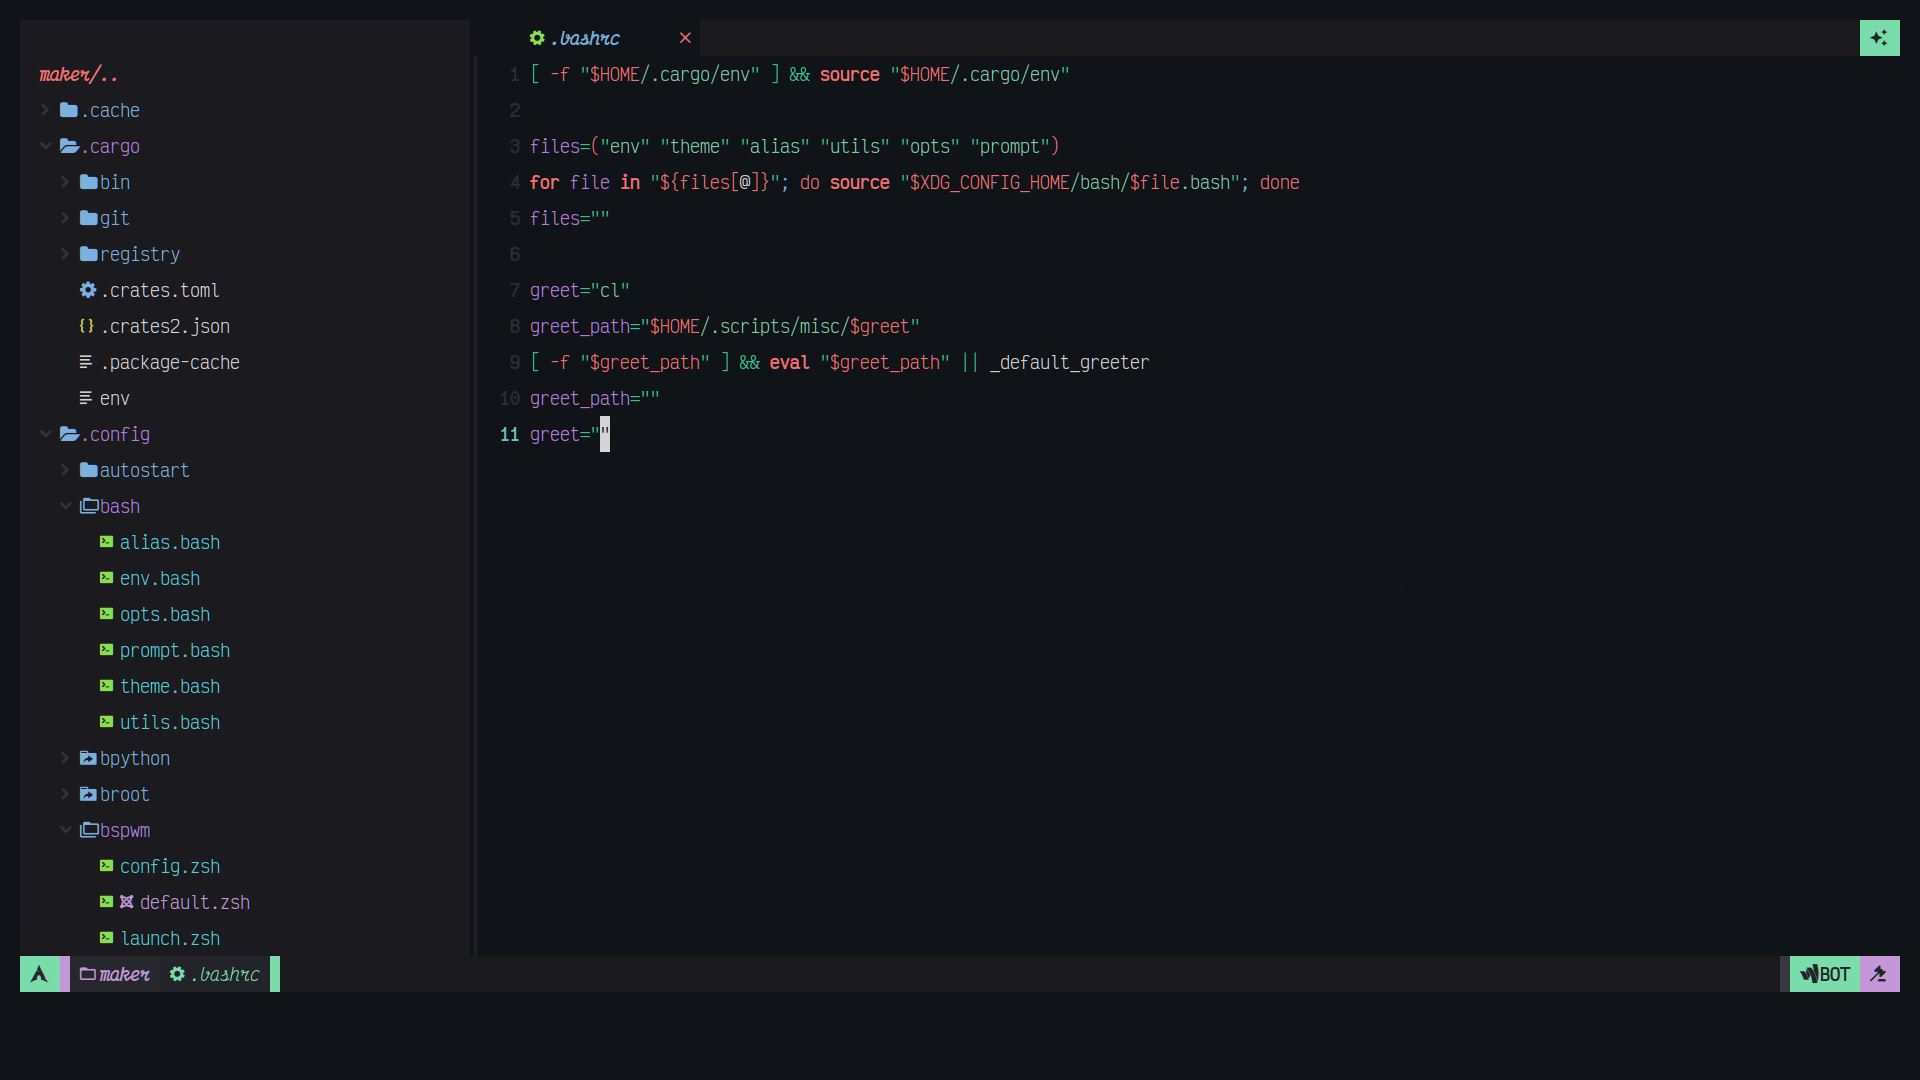 maker/..
.cache
.cargo
bin
git
registry
.crates.toml
.crates2.json
.package-cache
env
.config
autostart
bash
alias.bash
env.bash
opts.bash
prompt.bash
theme.bash
utils.bash
bpython
broot
bspwm
config.zsh
default.zsh
launch.zsh
.bashrc
1 [ -f "$HOME/.cargo/env" ] && source "$HOME/.cargo/env"
2
3 files=("env" "theme" "alias" "utils" "opts" "prompt")
4 for file in "${files[@]}"; do source "$XDG_CONFIG_HOME/bash/$file.bash"; done
5 files=""
6
7 greet="cl"
8 greet_path="$HOME/.scripts/misc/$greet"
9 [ -f "$greet_path" ] && eval "$greet_path" || _default_greeter
10 greet_path=""
11 greet=""
maker .bashrc
BOT